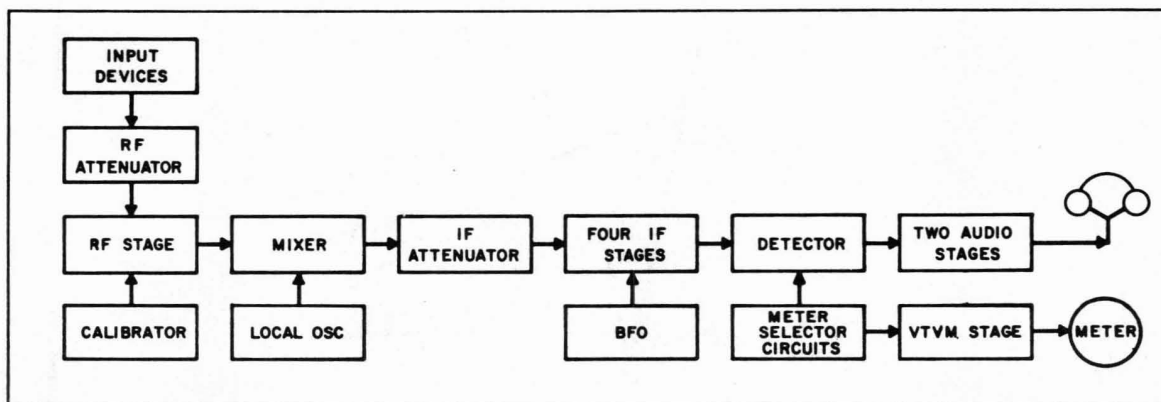 INPUT
DEVICES
RF
ATTENUATOR
RF STAGE
MIXER
IF
ATTENUATOR
FOUR IF
STAGES
DETECTOR
TWO AUDIO
STAGES
CALIBRATOR
LOCAL OSC
BFO
METER
SELECTOR
CIRCUITS
VTVM STAGE
METER